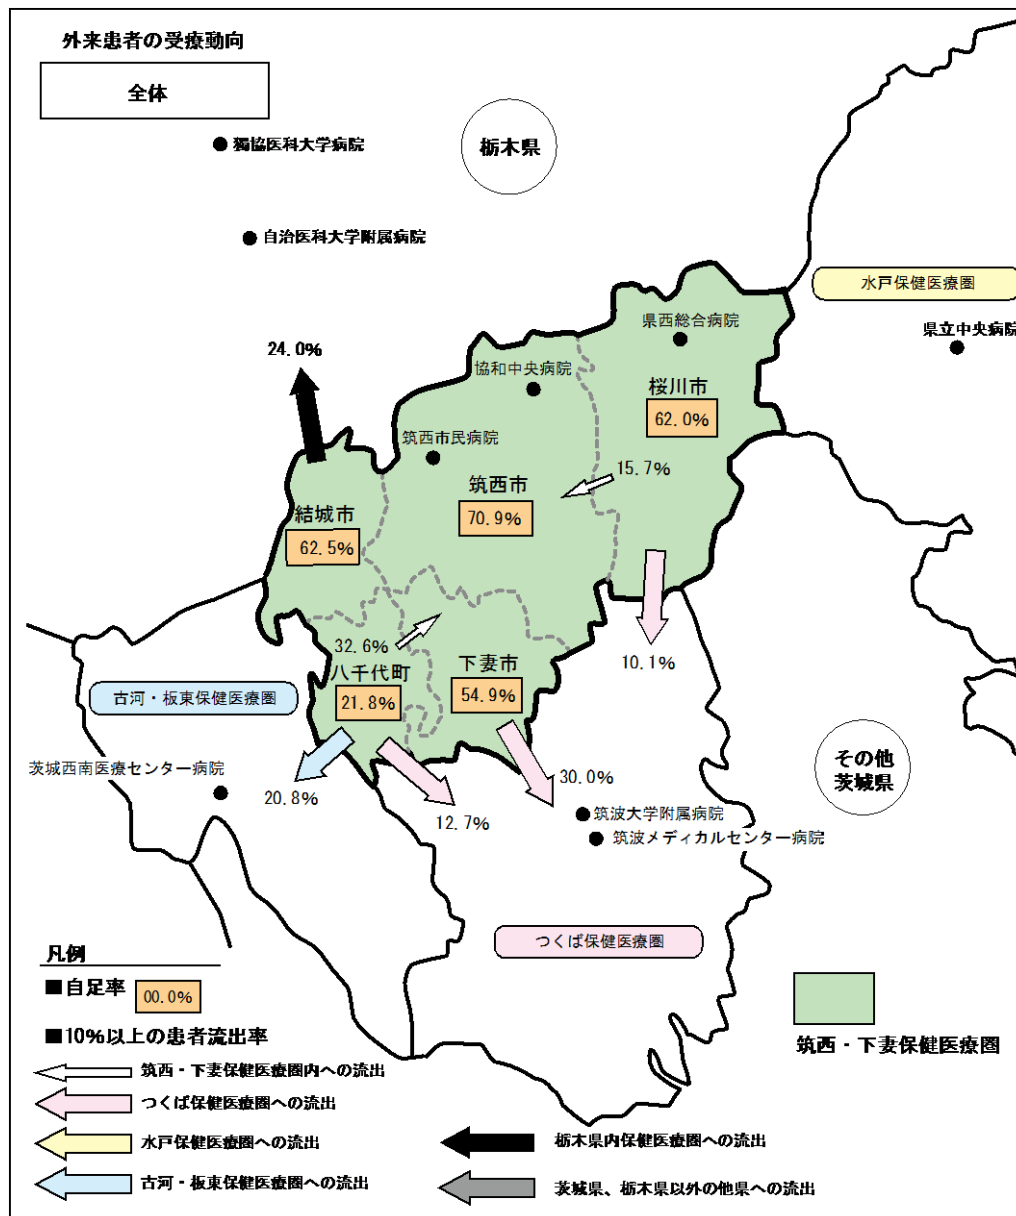 外来患者の受療動向
全体
栃木県
獨協医科大学病院
自治医科大学附属病院
水戸保健医療圏
県立中央病院
県西総合病院
24.0%
協和中央病院
桜川市
62.0%
筑西市民病院
15.7%
筑西市
70.9%
結城市
62.5%
32.6%
八千代町
21.8%
下妻市
54.9%
10.1%
古河・板東保健医療圏
その他
茨城県
茨城西南医療センター病院
20.8%
12.7%
30.0%
筑波大学附属病院
筑波メディカルセンター病院
つくば保健医療圏
凡例
■自足率 00.0%
■10%以上の患者流出率
筑西・下妻保健医療圏
筑西・下妻保健医療圏内への流出
つくば保健医療圏への流出
水戸保健医療圏への流出
古河・板東保健医療圏への流出
栃木県内保健医療圏への流出
茨城県、栃木県以外の他県への流出